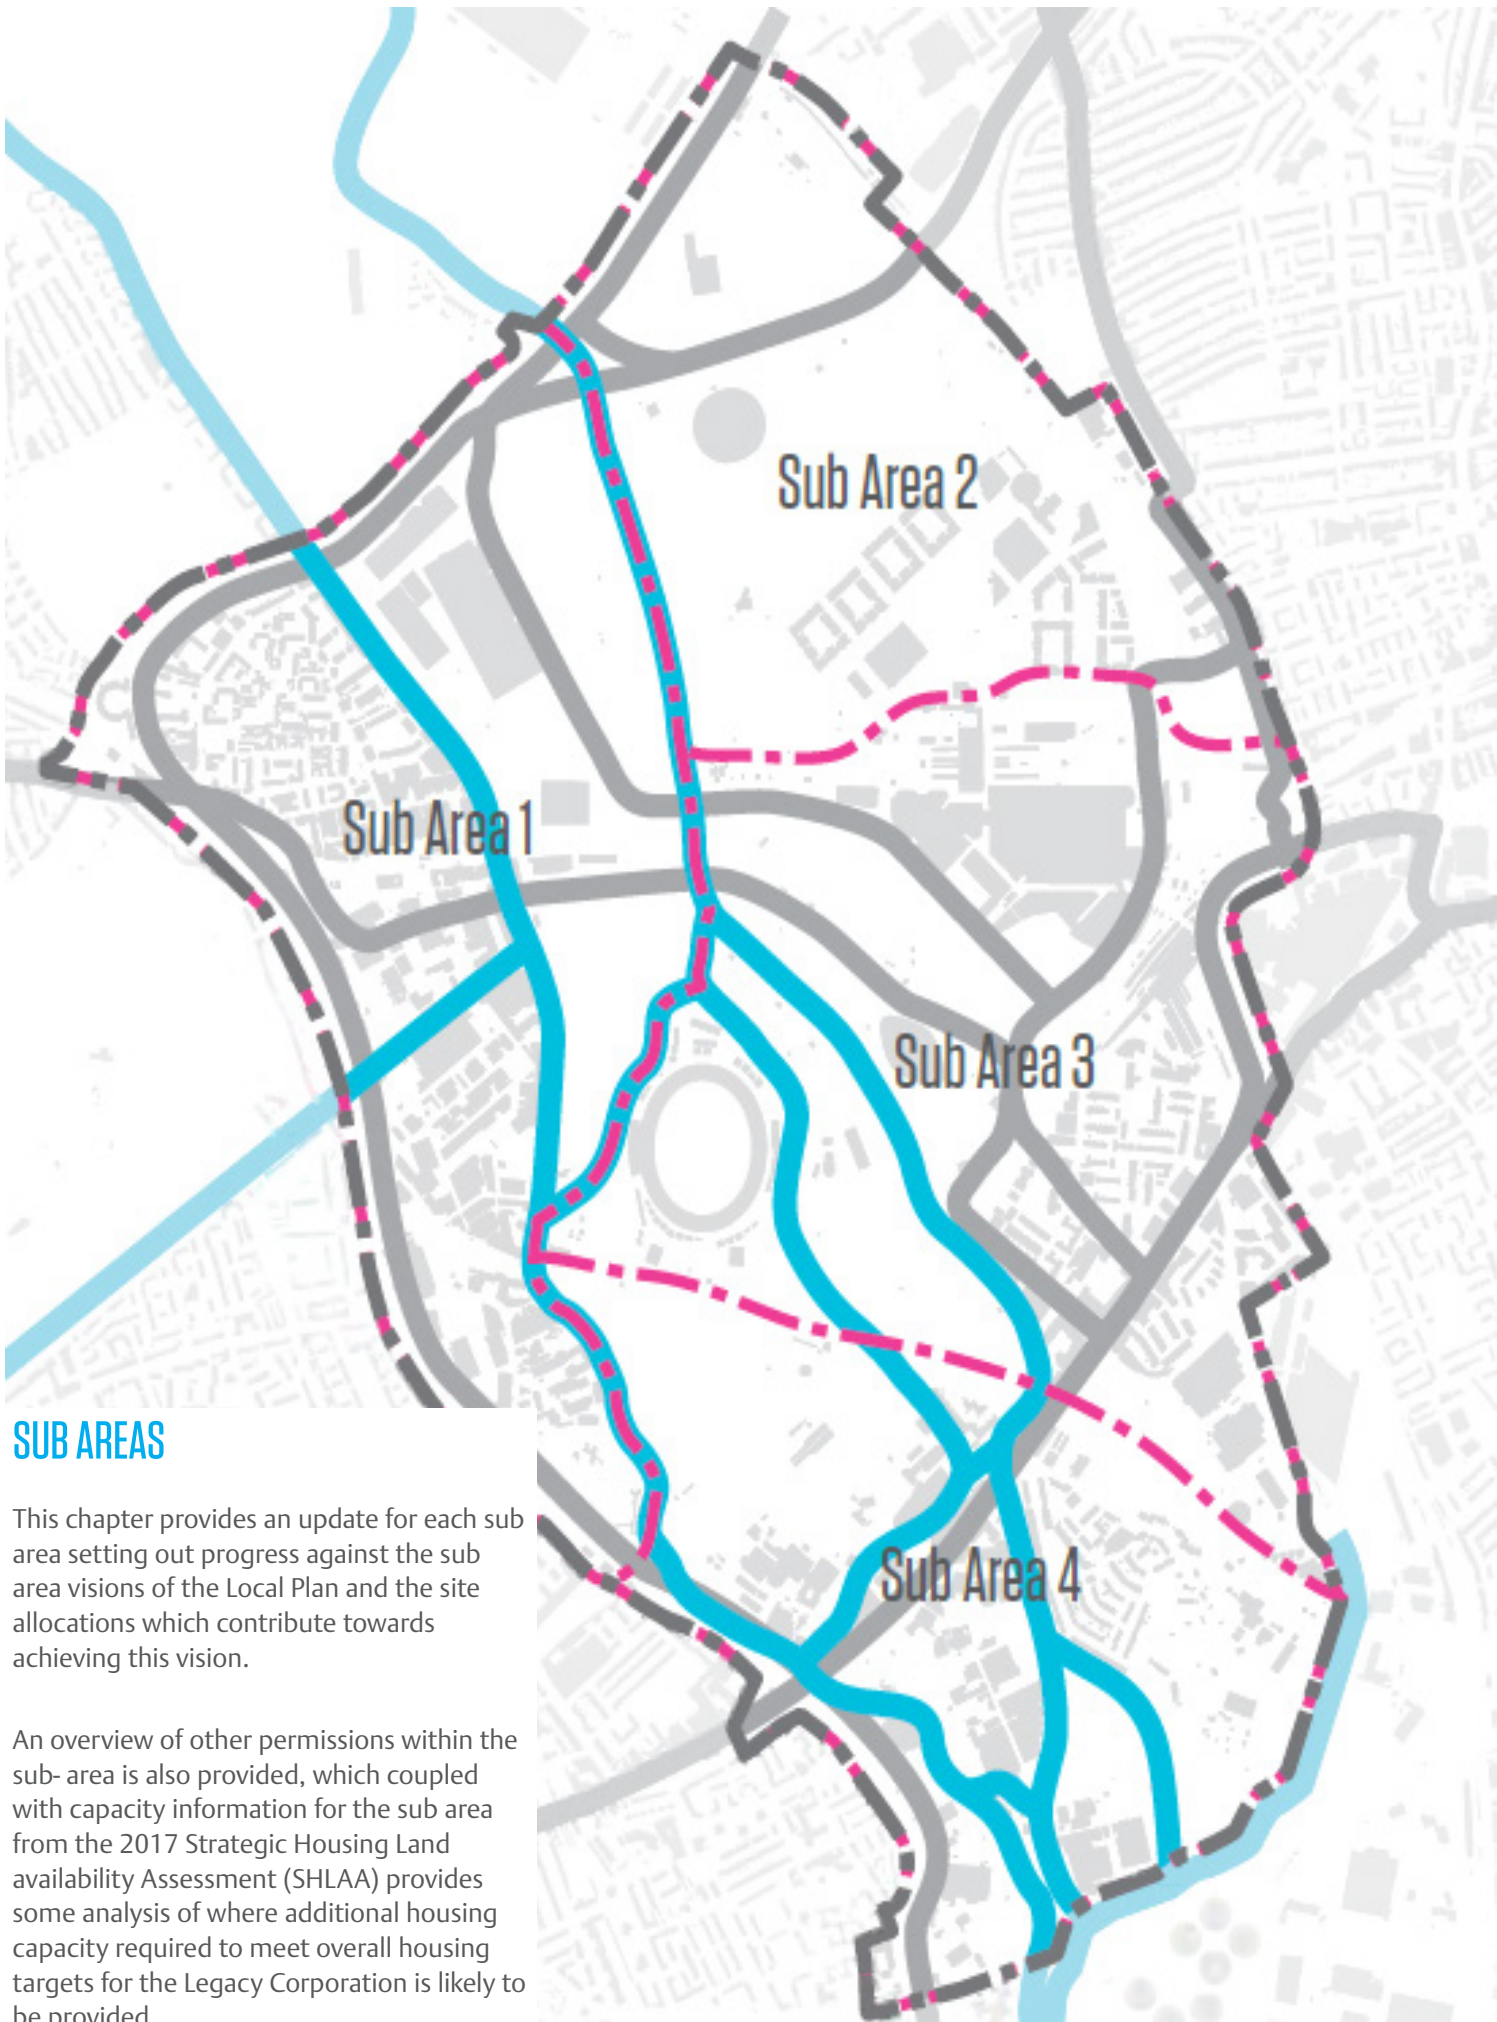 Sub Area 2
Sub Area 1
Sub Area 3
Sub Area 4
SUB AREAS
This chapter provides an update for each sub
area setting out progress against the sub
area visions of the Local Plan and the site
allocations which contribute towards
achieving this vision.
An overview of other permissions within the
sub- area is also provided, which coupled
with capacity information for the sub area
from the 2017 Strategic Housing Land
availability Assessment (SHLAA) provides
some analysis of where additional housing
capacity required to meet overall housing
targets for the Legacy Corporation is likely to
be provided